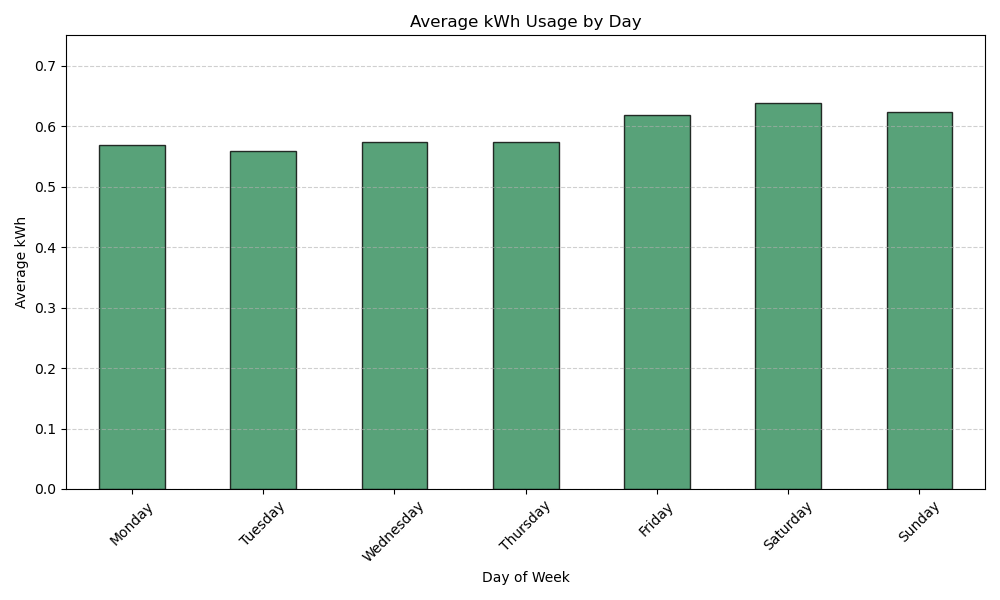 Average kWh Usage by Day
Average kWh
0.7
0.6
0.5
0.4
0.3
0.2
0.1
0.0
Monday
Tuesday
Wednesday
Thursday
Friday
Saturday
Sunday
Day of Week